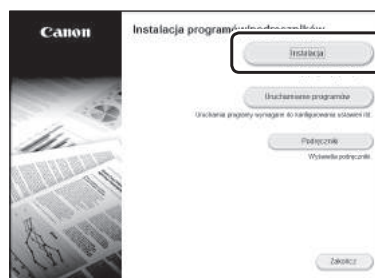 Canon
Instalacja programów/podręczników
Instalacja
Uruchamianie programów
Uruchamia programy wymagane do konfigurowania ustawień itd.
Podręczniki
Wyświetla podręczniki.
Zakończ